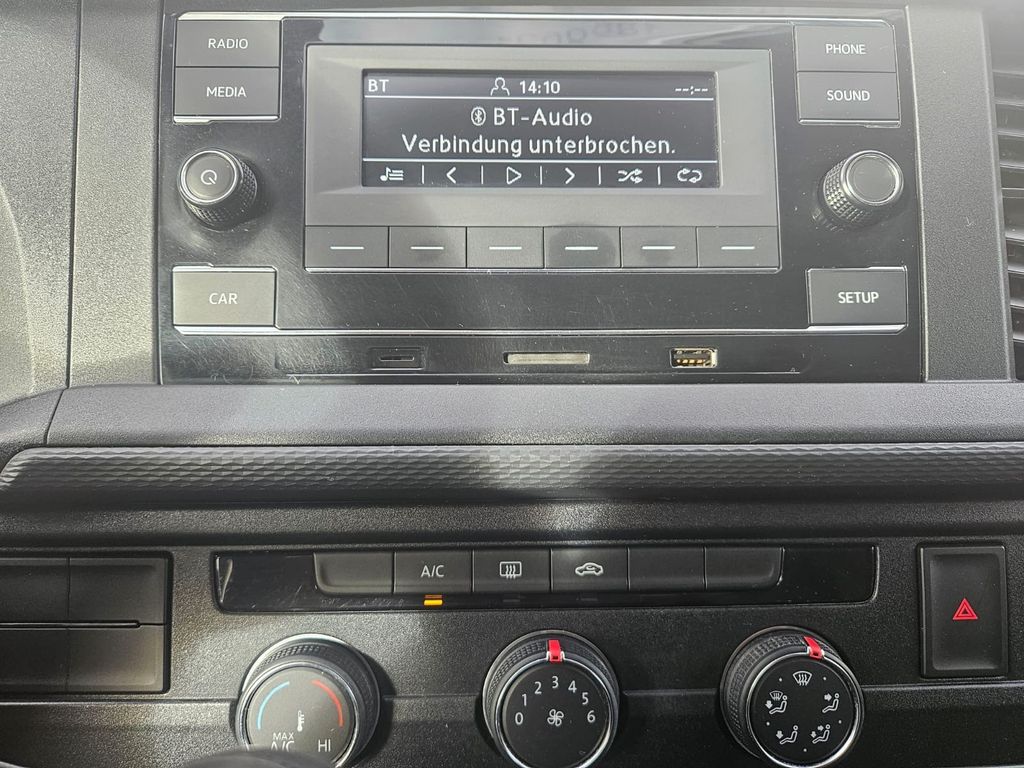 RADIO
MEDIA
PHONE
SOUND
BT 14:10 --:--
BT-Audio
Verbindung unterbrochen.
CAR
SETUP
A/C
MAX
A/C HI
0 1 2 3 4 5 6